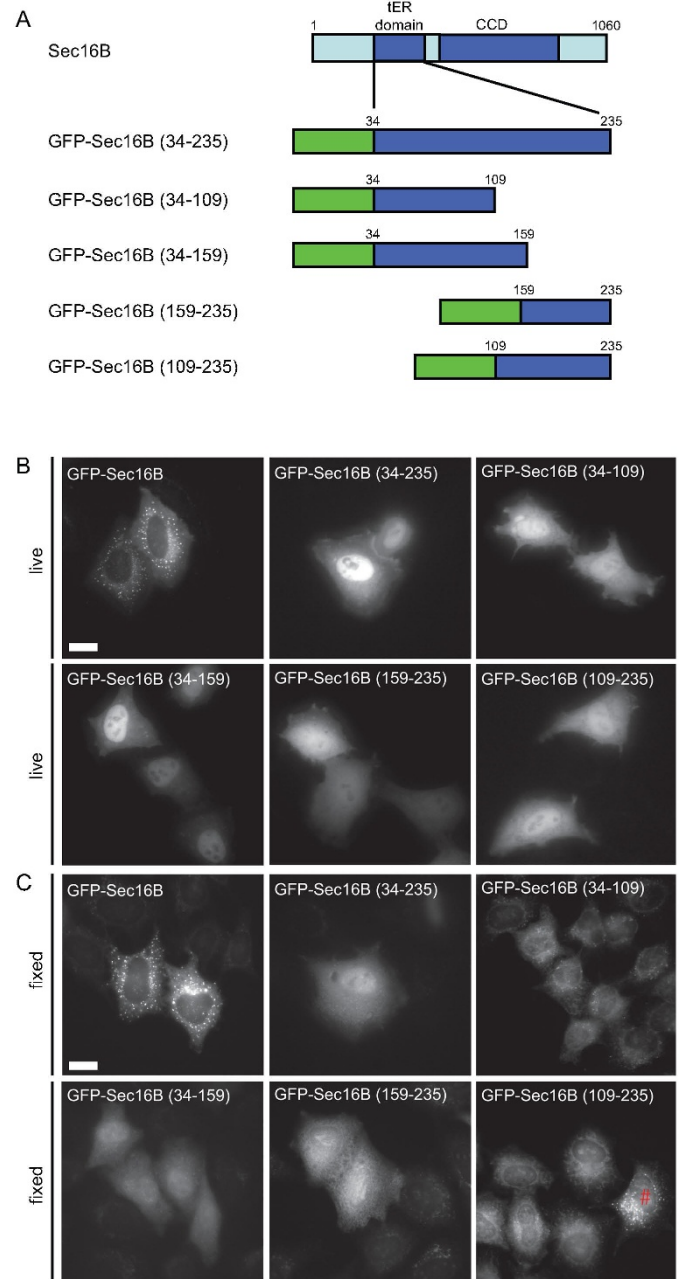 A
tER
domain
CCD
1
1060
Sec16B
34
235
GFP-Sec16B (34-235)
34
109
GFP-Sec16B (34-109)
34
159
GFP-Sec16B (34-159)
159
235
GFP-Sec16B (159-235)
109
235
GFP-Sec16B (109-235)
B
live
GFP-Sec16B
GFP-Sec16B (34-235)
GFP-Sec16B (34-109)
live
GFP-Sec16B (34-159)
GFP-Sec16B (159-235)
GFP-Sec16B (109-235)
C
fixed
GFP-Sec16B
GFP-Sec16B (34-235)
GFP-Sec16B (34-109)
fixed
GFP-Sec16B (34-159)
GFP-Sec16B (159-235)
GFP-Sec16B (109-235)
#